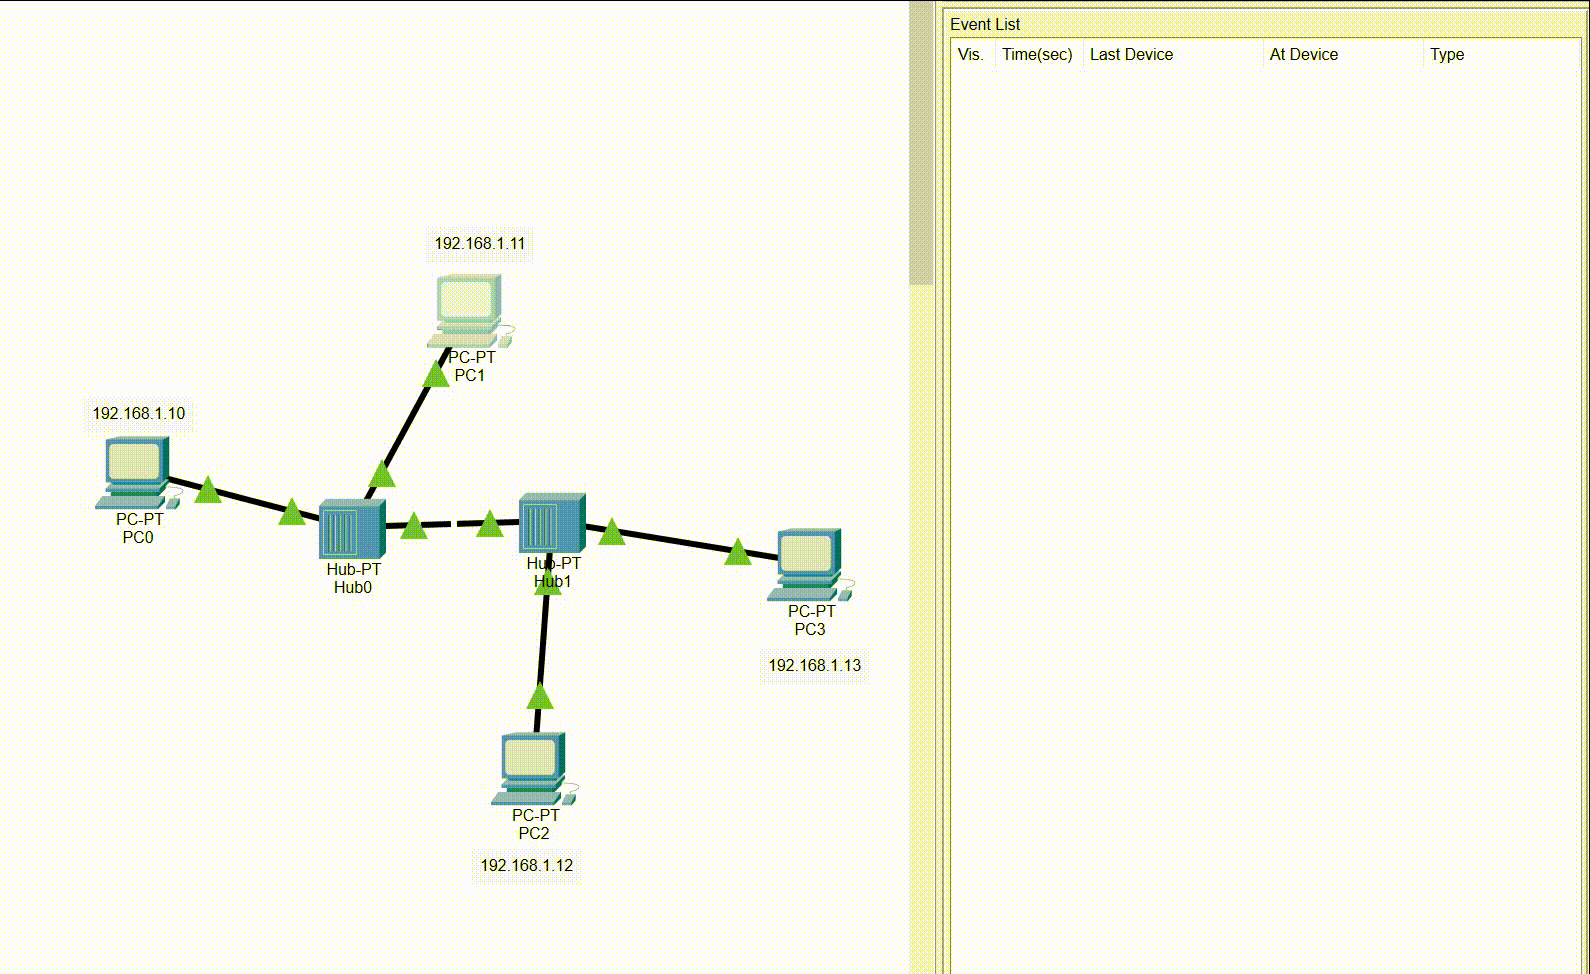 192.168.1.11
PC-PT
PC1
192.168.1.10
PC-PT
PC0
Hub-PT
Hub0
Hub-PT
Hub1
PC-PT
PC3
192.168.1.13
PC-PT
PC2
192.168.1.12
Event List
Vis. Time(sec) Last Device At Device Type